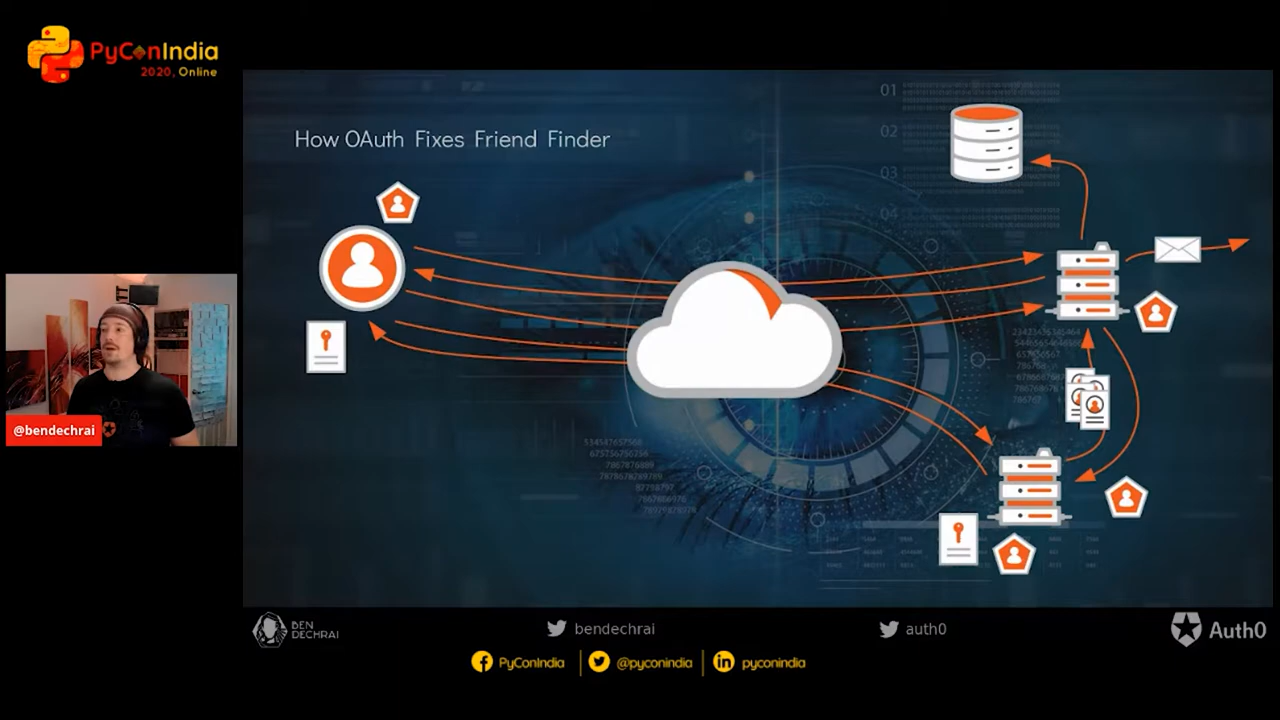 PyConIndia
2020, Online
How OAuth Fixes Friend Finder
01
02
03
04
@bendechrai
BEN
DECHRAI
bendechrai
auth0
Auth0
PyConIndia
@pyconindia
pyconindia